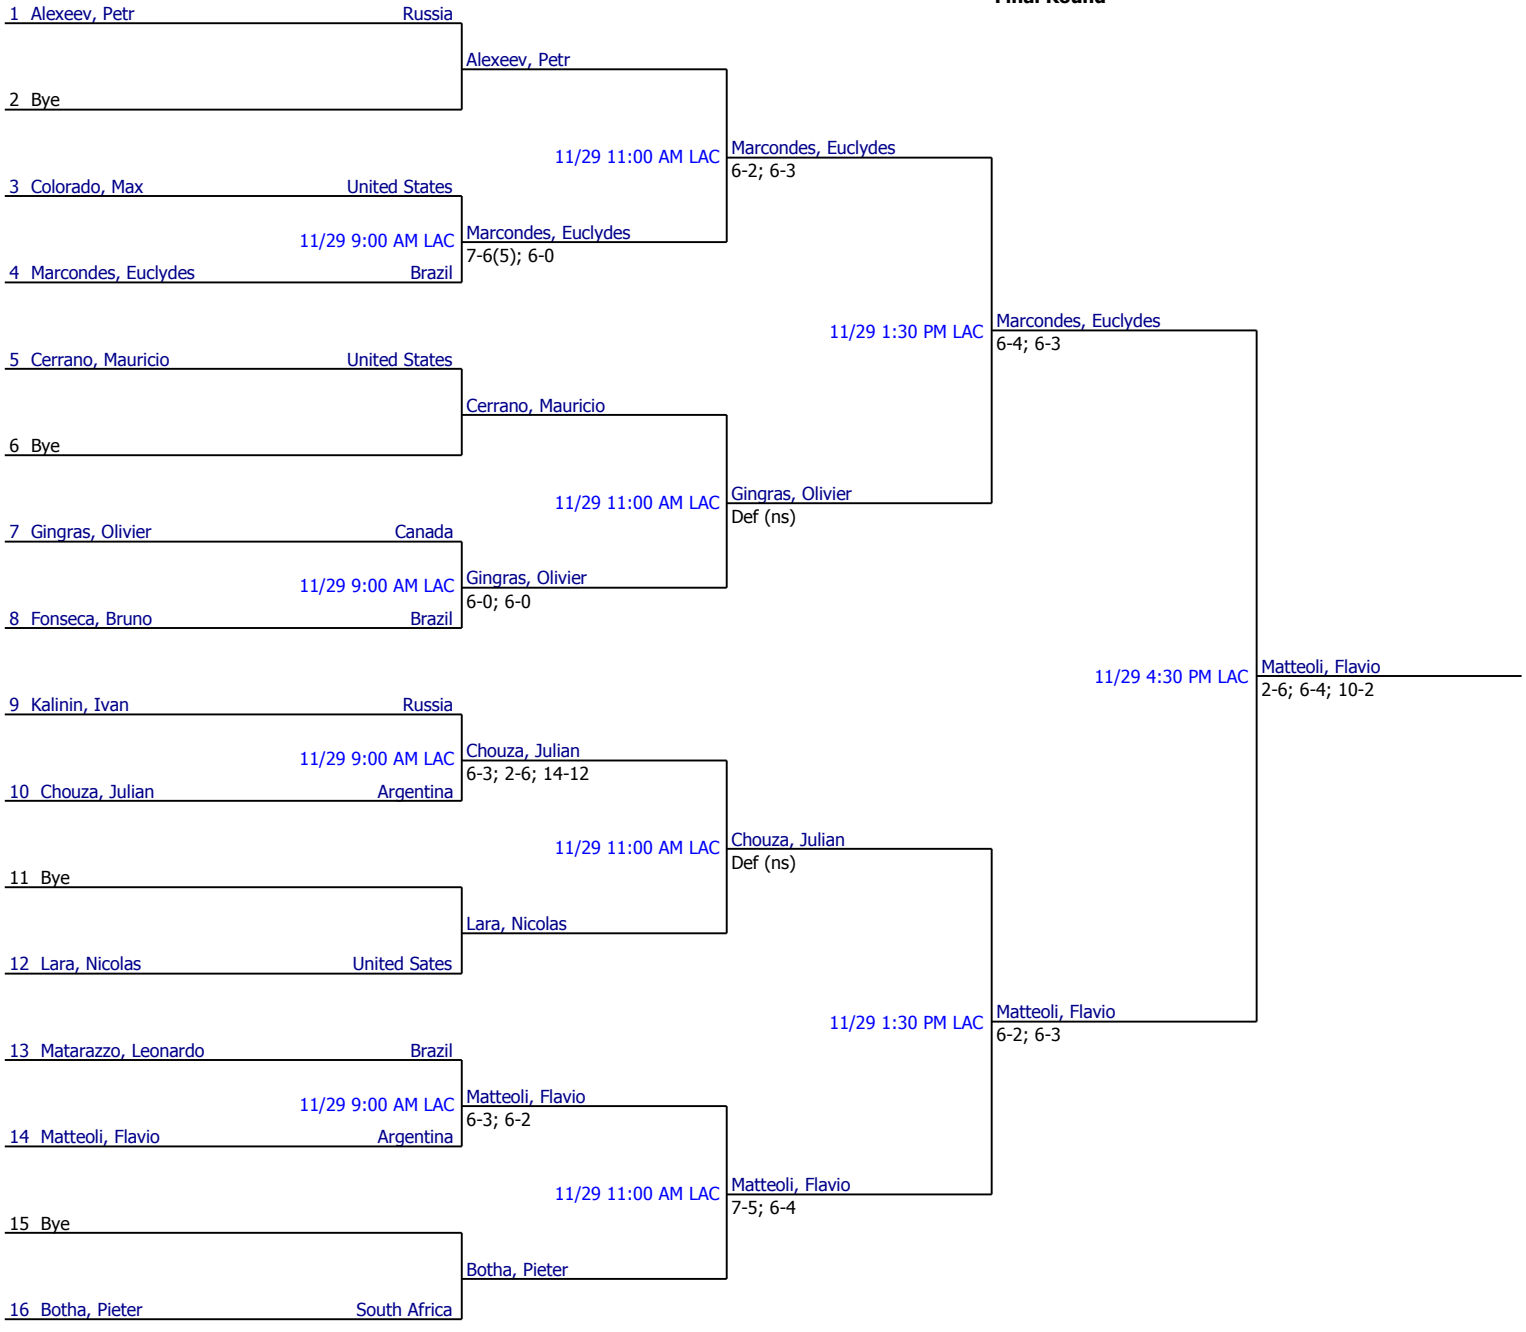 Final Round
1 Alexeev, Petr Russia
Alexeev, Petr
2 Bye
11/29 11:00 AM LAC Marcondes, Euclydes
6-2; 6-3
3 Colorado, Max United States
11/29 9:00 AM LAC Marcondes, Euclydes
7-6(5); 6-0
4 Marcondes, Euclydes Brazil
11/29 1:30 PM LAC Marcondes, Euclydes
6-4; 6-3
5 Cerrano, Mauricio United States
Cerrano, Mauricio
6 Bye
11/29 11:00 AM LAC Gingras, Olivier
Def (ns)
7 Gingras, Olivier Canada
11/29 9:00 AM LAC Gingras, Olivier
6-0; 6-0
8 Fonseca, Bruno Brazil
11/29 4:30 PM LAC Matteoli, Flavio
2-6; 6-4; 10-2
9 Kalinin, Ivan Russia
11/29 9:00 AM LAC Chouza, Julian
6-3; 2-6; 14-12
10 Chouza, Julian Argentina
11/29 11:00 AM LAC Chouza, Julian
Def (ns)
11 Bye
Lara, Nicolas
12 Lara, Nicolas United Sates
11/29 1:30 PM LAC Matteoli, Flavio
6-2; 6-3
13 Matarazzo, Leonardo Brazil
11/29 9:00 AM LAC Matteoli, Flavio
6-3; 6-2
14 Matteoli, Flavio Argentina
11/29 11:00 AM LAC Matteoli, Flavio
7-5; 6-4
15 Bye
Botha, Pieter
16 Botha, Pieter South Africa